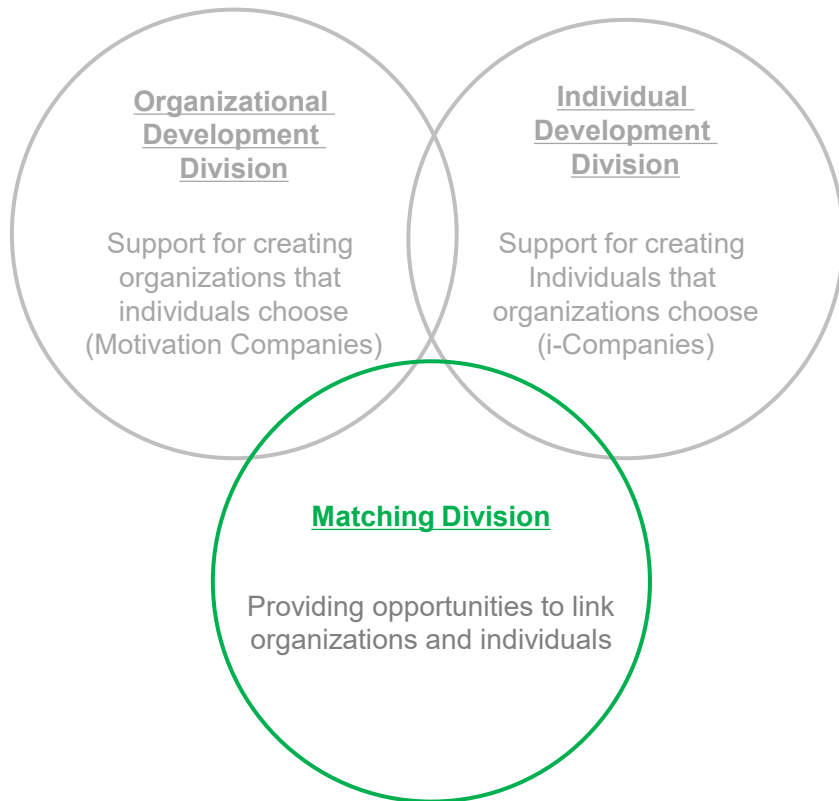 Organizational
Development
Division
Support for creating
organizations that
individuals choose
(Motivation Companies)
Individual
Development
Division
Support for creating
Individuals that
organizations choose
(i-Companies)
Matching Division
Providing opportunities to link
organizations and individuals